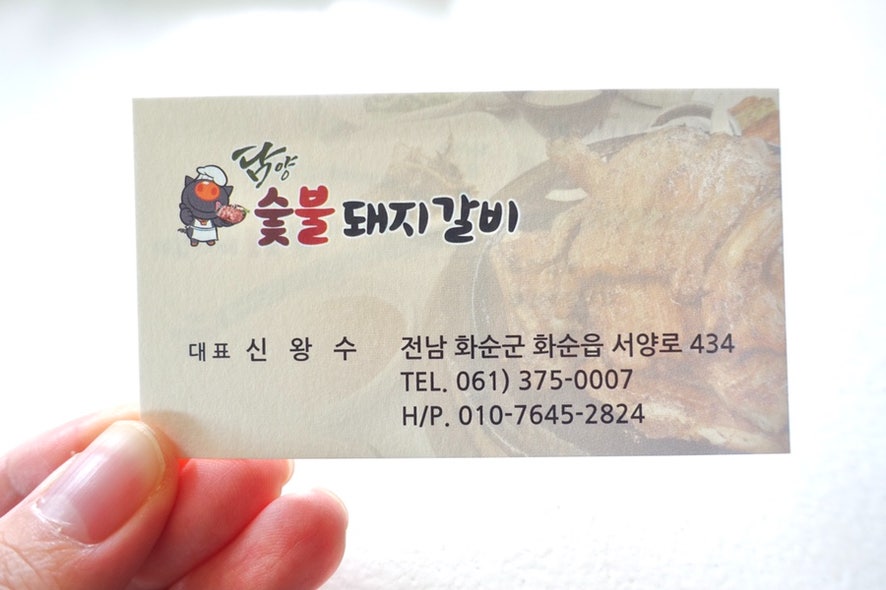 담양
숯불 돼지갈비
대표 신 왕 수
전남 화순군 화순읍 서양로 434
TEL. 061) 375-0007
H/P. 010-7645-2824